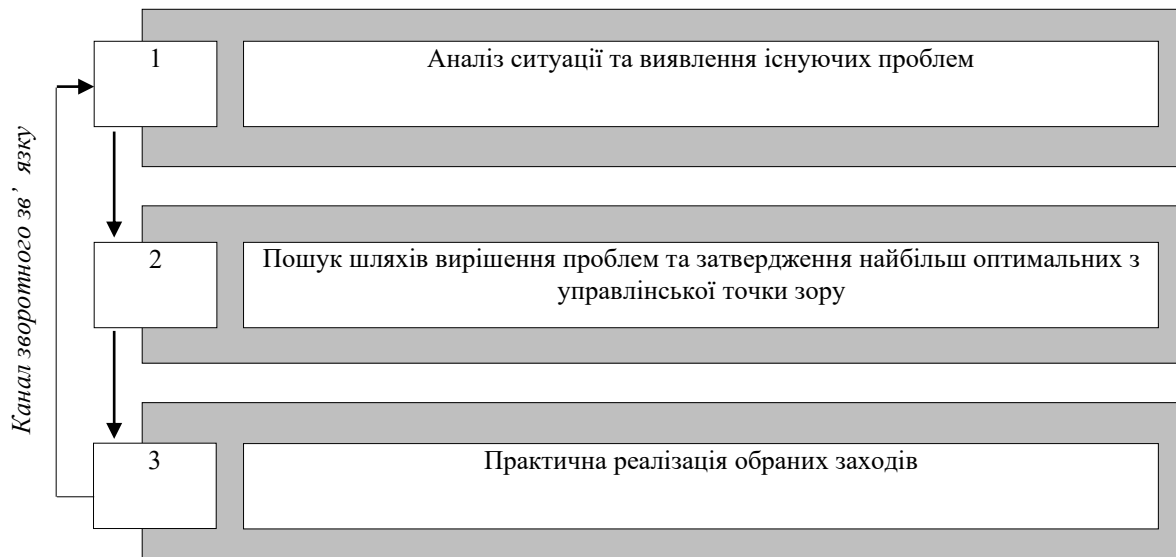 1
Аналіз ситуації та виявлення існуючих проблем
Канал зворотного зв’ язку
2
Пошук шляхів вирішення проблем та затвердження найбільш оптимальних з
управлінської точки зору
3
Практична реалізація обраних заходів